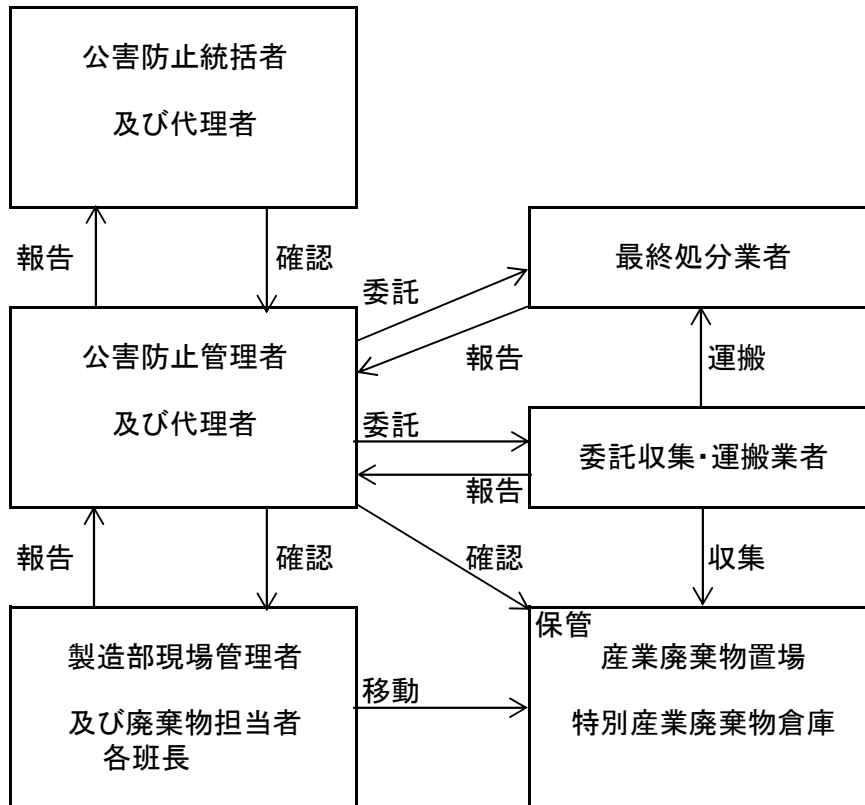 公害防止統括者
及び代理者
報告
確認
委託
最終処分業者
公害防止管理者
及び代理者
報告
運搬
委託
報告
委託収集・運搬業者
報告
確認
確認
収集
製造部現場管理者
及び廃棄物担当者
各班長
移動
保管
産業廃棄物置場
特別産業廃棄物倉庫